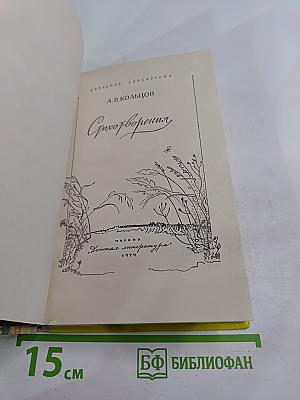 ШКОЛЬНАЯ БИБЛИОТЕКА
А.В.КОЛЬЦОВ
Стихотворения
МОСКВА
"Детская литература"
1979
15 см
БФ БИБЛИОФАН